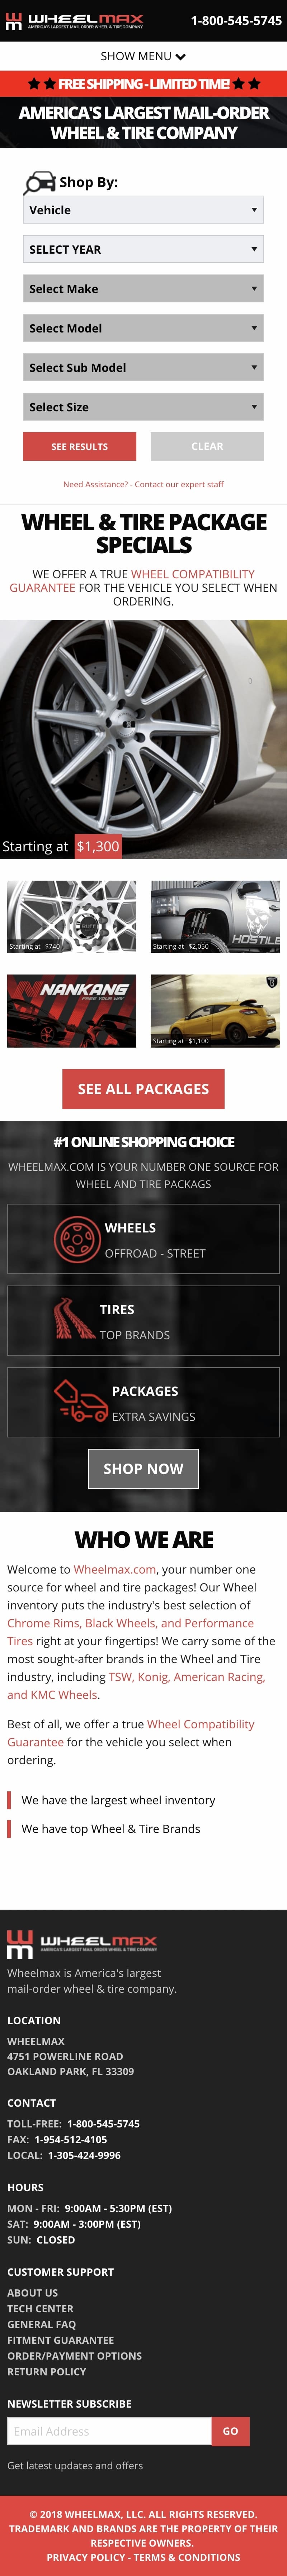 WHEELMAX
AMERICA'S LARGEST MAIL ORDER WHEEL & TIRE COMPANY
1-800-545-5745
SHOW MENU
FREE SHIPPING - LIMITED TIME!
AMERICA'S LARGEST MAIL-ORDER
WHEEL & TIRE COMPANY
Shop By:
Vehicle
SELECT YEAR
Select Make
Select Model
Select Sub Model
Select Size
SEE RESULTS
CLEAR
Need Assistance? - Contact our expert staff
WHEEL & TIRE PACKAGE
SPECIALS
WE OFFER A TRUE WHEEL COMPATIBILITY
GUARANTEE FOR THE VEHICLE YOU SELECT WHEN
ORDERING.
Starting at $1,300
Starting at $740
HOSTILE
Starting at $2,050
NANKANG
FREE YOUR WAY
Starting at $1,100
SEE ALL PACKAGES
#1 ONLINE SHOPPING CHOICE
WHEELMAX.COM IS YOUR NUMBER ONE SOURCE FOR
WHEEL AND TIRE PACKAGS
WHEELS
OFFROAD - STREET
TIRES
TOP BRANDS
PACKAGES
EXTRA SAVINGS
SHOP NOW
WHO WE ARE
Welcome to Wheelmax.com, your number one
source for wheel and tire packages! Our Wheel
inventory puts the industry's best selection of
Chrome Rims, Black Wheels, and Performance
Tires right at your fingertips! We carry some of the
most sought-after brands in the Wheel and Tire
industry, including TSW, Konig, American Racing,
and KMC Wheels.
Best of all, we offer a true Wheel Compatibility
Guarantee for the vehicle you select when
ordering.
We have the largest wheel inventory
We have top Wheel & Tire Brands
WHEELMAX
AMERICA'S LARGEST MAIL ORDER WHEEL & TIRE COMPANY
Wheelmax is America's largest
mail-order wheel & tire company.
LOCATION
WHEELMAX
4751 POWERLINE ROAD
OAKLAND PARK, FL 33309
CONTACT
TOLL-FREE: 1-800-545-5745
FAX: 1-954-512-4105
LOCAL: 1-305-424-9996
HOURS
MON - FRI: 9:00AM - 5:30PM (EST)
SAT: 9:00AM - 3:00PM (EST)
SUN: CLOSED
CUSTOMER SUPPORT
ABOUT US
TECH CENTER
GENERAL FAQ
FITMENT GUARANTEE
ORDER/PAYMENT OPTIONS
RETURN POLICY
NEWSLETTER SUBSCRIBE
Email Address
GO
Get latest updates and offers
© 2018 WHEELMAX, LLC. ALL RIGHTS RESERVED.
TRADEMARK AND BRANDS ARE THE PROPERTY OF THEIR
RESPECTIVE OWNERS.
PRIVACY POLICY - TERMS & CONDITIONS